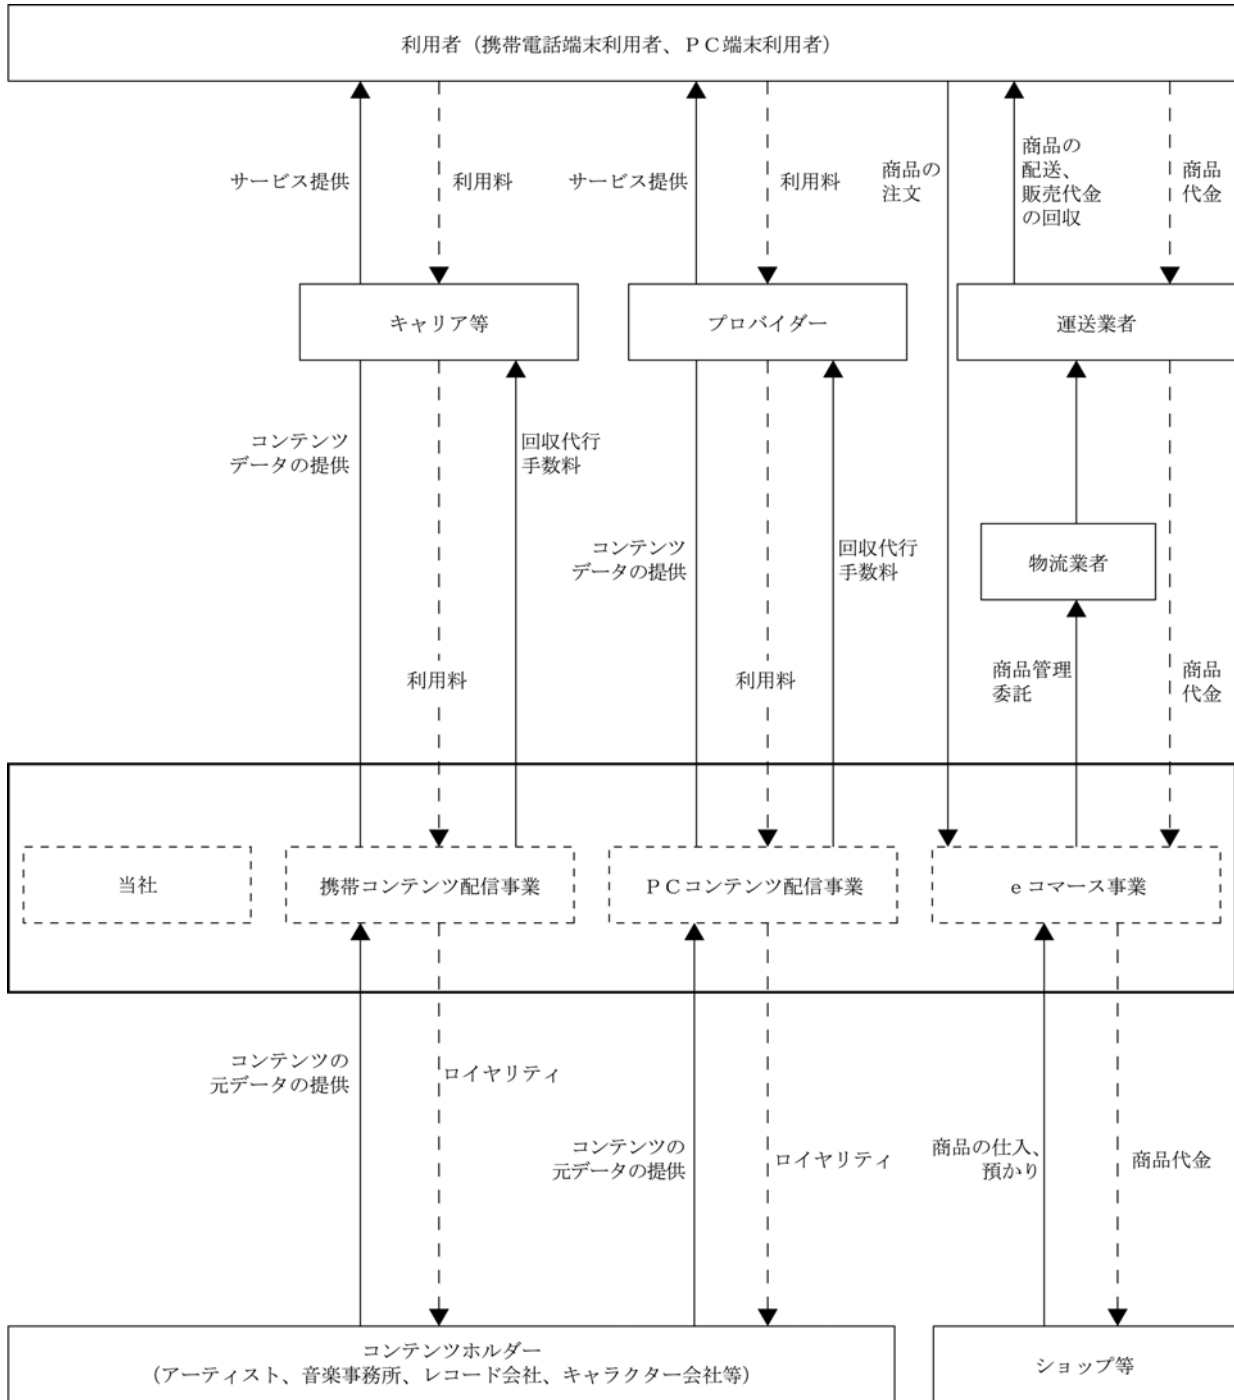 利用者（携帯電話端末利用者、ＰＣ端末利用者）
サービス提供
利用料
サービス提供
利用料
商品の
注文
商品の
配送、
販売代金
の回収
商品
代金
キャリア等
プロバイダー
運送業者
コンテンツ
データの提供
回収代行
手数料
コンテンツ
データの提供
回収代行
手数料
物流業者
利用料
利用料
商品管理
委託
商品
代金
当社
携帯コンテンツ配信事業
ＰＣコンテンツ配信事業
ｅコマース事業
コンテンツの
元データの提供
ロイヤリティ
コンテンツの
元データの提供
ロイヤリティ
商品の仕入、
預かり
商品代金
コンテンツホルダー
（アーティスト、音楽事務所、レコード会社、キャラクター会社等）
ショップ等